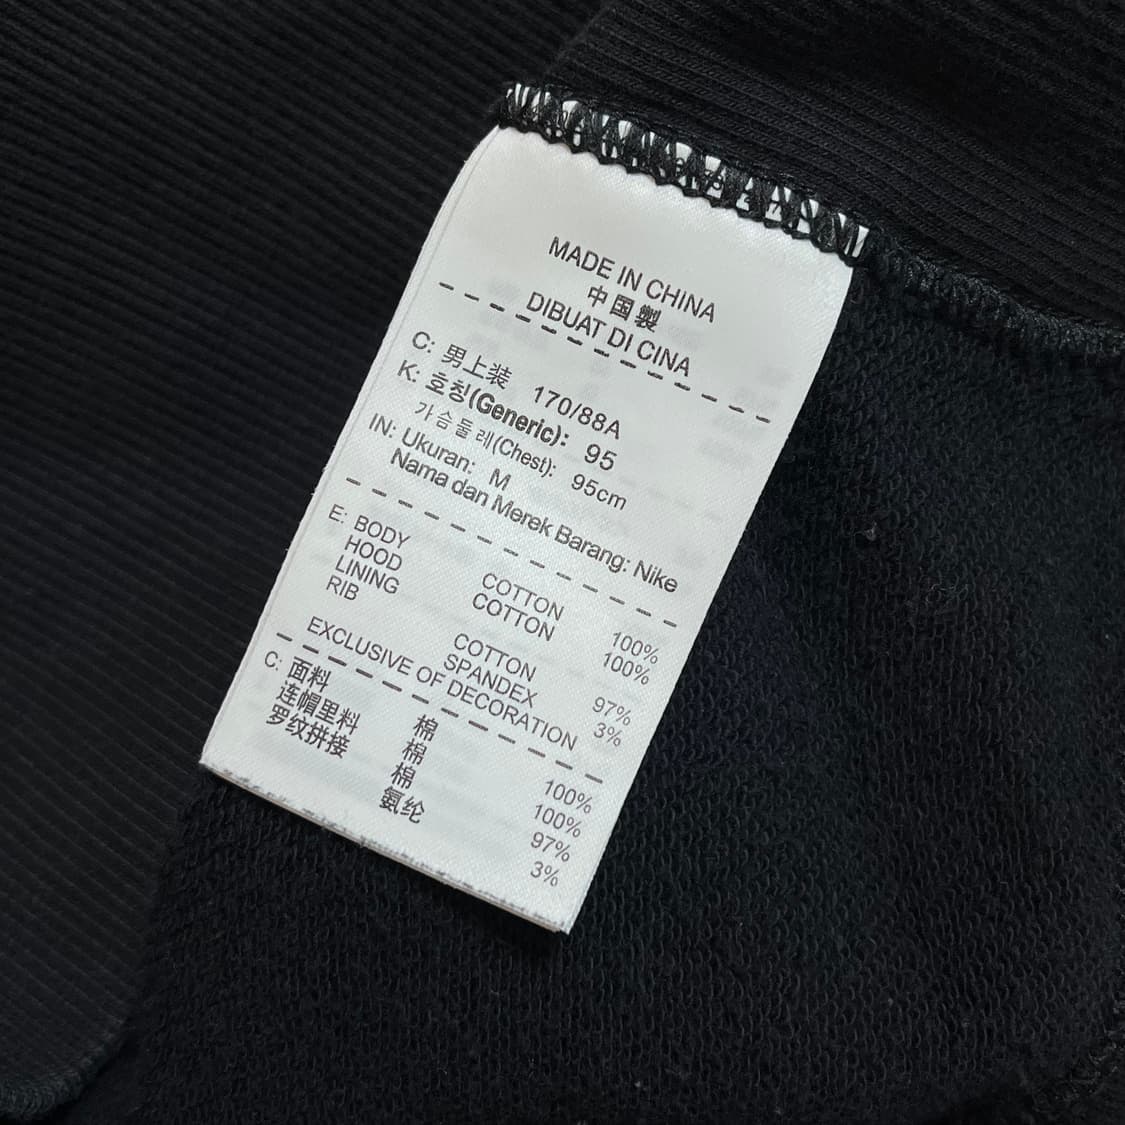 MADE IN CHINA
中国製
DIBUAT DI CINA
C: 男上装 170/88A
K: 호칭(Generic): 95
가슴둘레(Chest): 95cm
IN: Ukuran: M
Nama dan Merek Barang: Nike
E: BODY COTTON 100%
HOOD LINING COTTON 100%
RIB COTTON 97%
SPANDEX 3%
EXCLUSIVE OF DECORATION
C: 面料 棉 100%
连帽里料 棉 100%
罗纹拼接 棉 97%
氨纶 3%